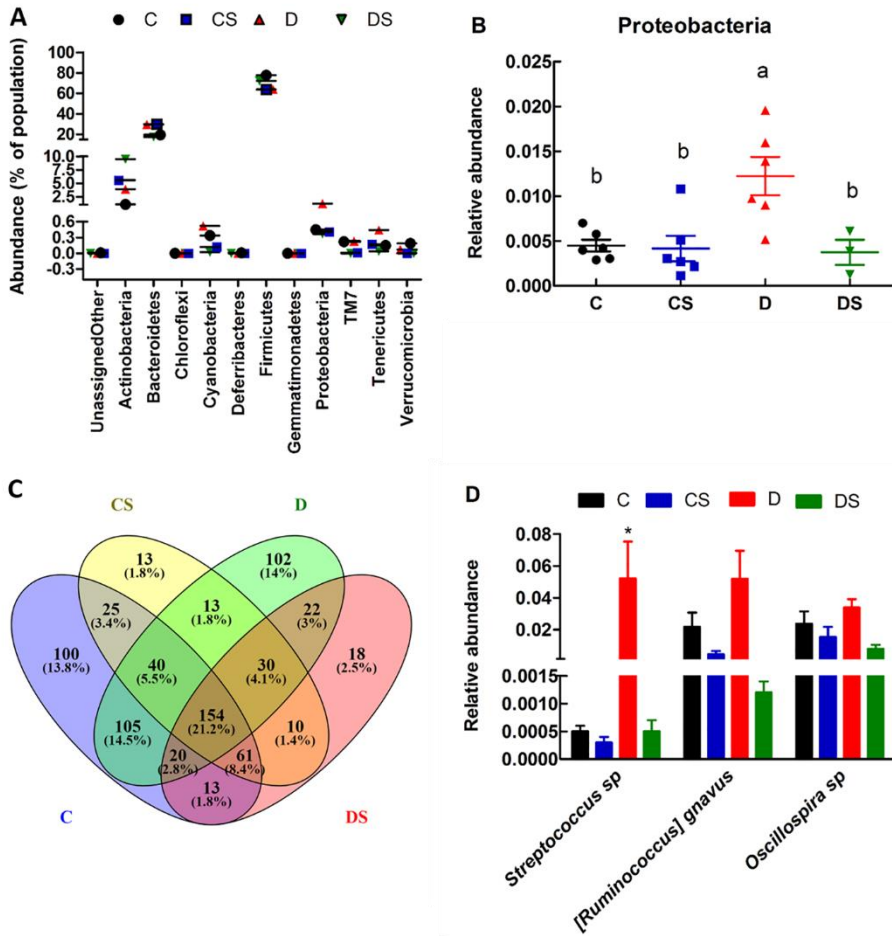 A
C CS D DS
Abundance (% of population)
100
80
60
40
20
10.0
7.5
5.0
2.5
0.6
0.3
0.0
-0.3
UnassignedOther
Actinobacteria
Bacteroidetes
Chloroflexi
Cyanobacteria
Deferribacteres
Firmicutes
Gemmatimonadetes
Proteobacteria
TM7
Tenericutes
Verrucomicrobia
B
Proteobacteria
Relative abundance
0.025
0.020
0.015
0.010
0.005
0.000
b
b
a
b
C CS D DS
C
CS
D
13
(1.8%)
102
(14%)
25
(3.4%)
13
(1.8%)
22
(3%)
100
(13.8%)
40
(5.5%)
30
(4.1%)
18
(2.5%)
154
(21.2%)
105
(14.5%)
10
(1.4%)
20
(2.8%)
61
(8.4%)
13
(1.8%)
C
DS
D
C CS D DS
Relative abundance
0.08
0.06
0.04
0.02
0.0015
0.0010
0.0005
0.0000
*
Streptococcus sp
[Ruminococcus] gnavus
Oscillospira sp